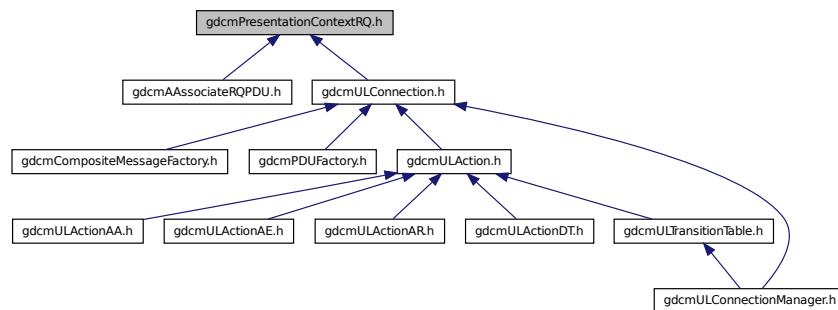 gdcmPresentationContextRQ.h
gdcmAAssociateRQPDU.h
gdcmULConnection.h
gdcmCompositeMessageFactory.h
gdcmPDUFactory.h
gdcmULAction.h
gdcmULActionAA.h
gdcmULActionAE.h
gdcmULActionAR.h
gdcmULActionDT.h
gdcmULTransitionTable.h
gdcmULConnectionManager.h